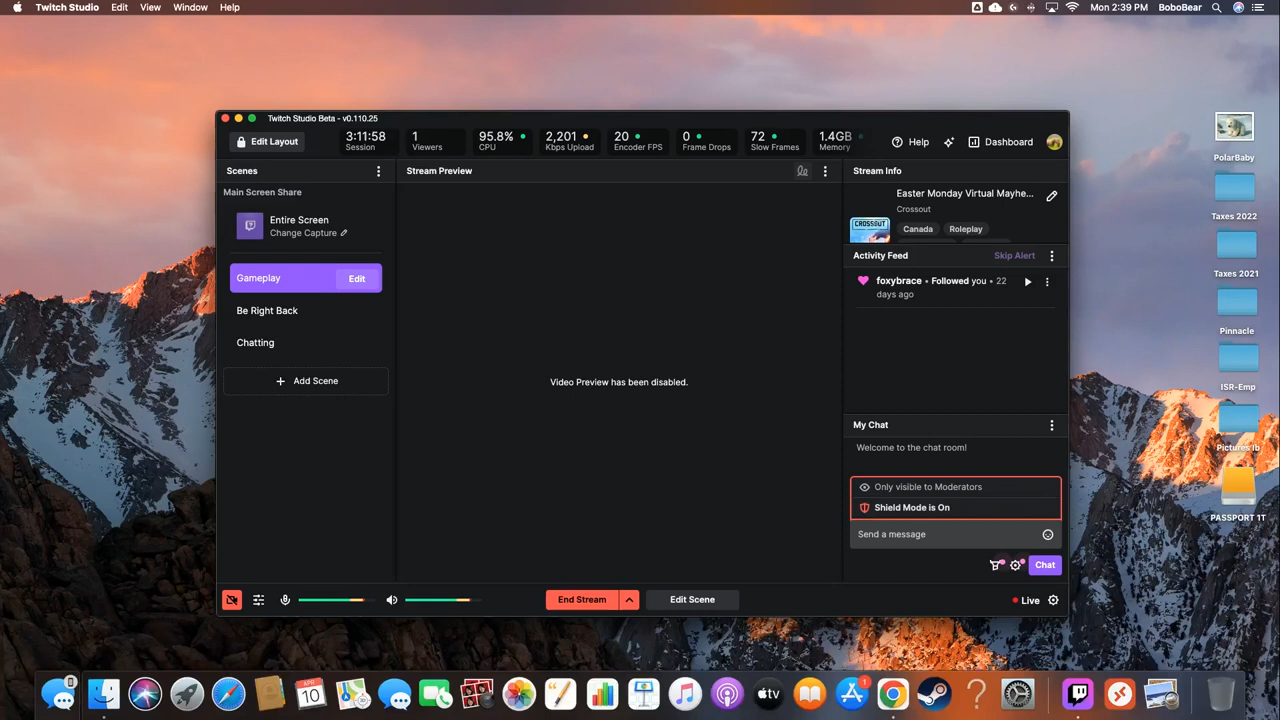 Twitch Studio Edit View Window Help
Mon 2:39 PM BoboBear
Twitch Studio Beta - v0.110.25
Edit Layout
3:11:58
Session
1
Viewers
95.8%
CPU
2,201
Kbps Upload
20
Encoder FPS
0
Frame Drops
72
Slow Frames
1.4GB
Memory
Help
Dashboard
Scenes
Main Screen Share
Entire Screen
Change Capture
Gameplay
Edit
Be Right Back
Chatting
+ Add Scene
Stream Preview
Video Preview has been disabled.
Stream Info
Easter Monday Virtual Mayhe...
Crossout
CROSSOUT
Canada
Roleplay
Activity Feed
Skip Alert
foxybrace • Followed you • 22
days ago
My Chat
Welcome to the chat room!
Only visible to Moderators
Shield Mode is On
Send a message
Chat
End Stream
Edit Scene
Live
PolarBaby
Taxes 2022
Taxes 2021
Pinnacle
ISR-Emp
Pictures Ib
PASSPORT 1T
APR
10
tv
1